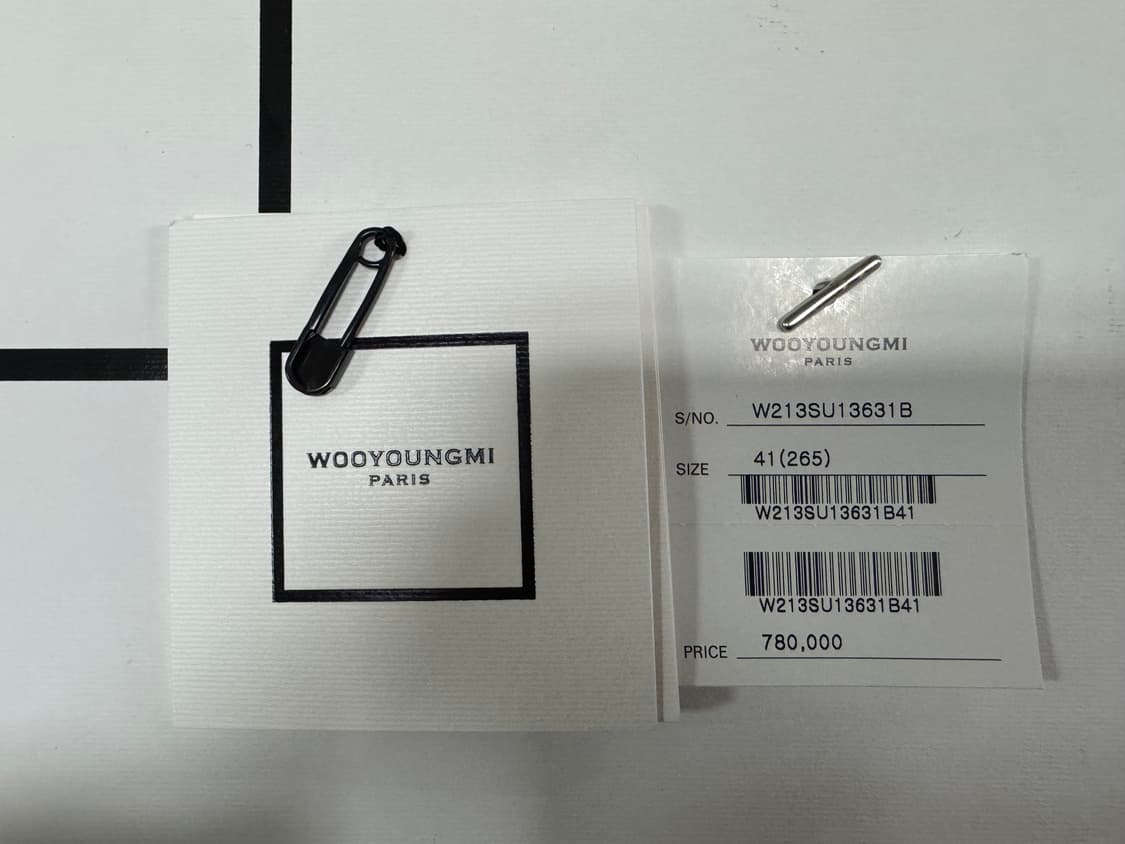 WOOYOUNGMI
PARIS
WOOYOUNGMI
PARIS
S/NO. W213SU13631B
SIZE 41(265)
W213SU13631B41
W213SU13631B41
PRICE 780,000